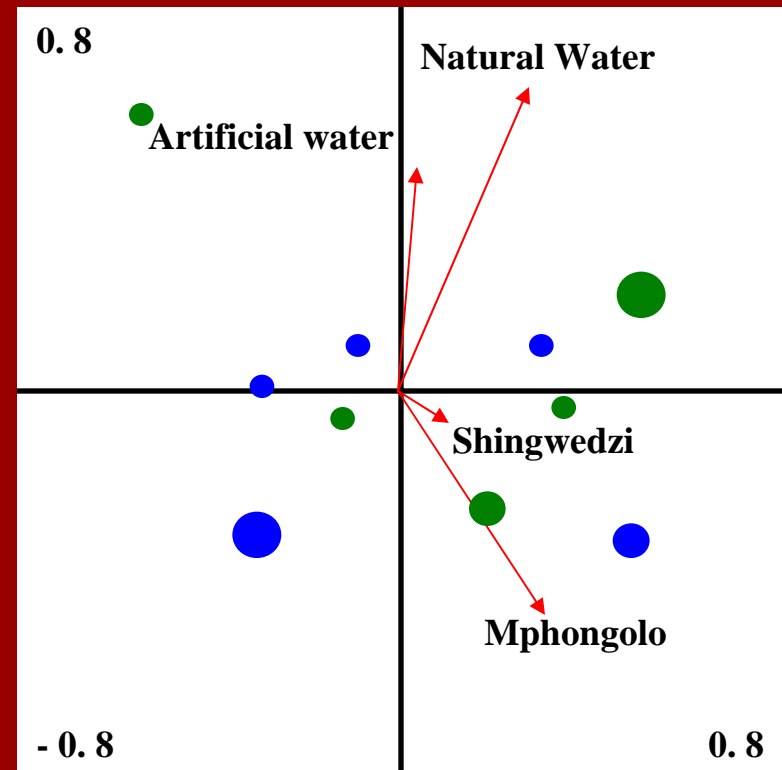 0. 8
Natural Water
Artificial water
Shingwedzi
Mphongolo
- 0. 8
0. 8